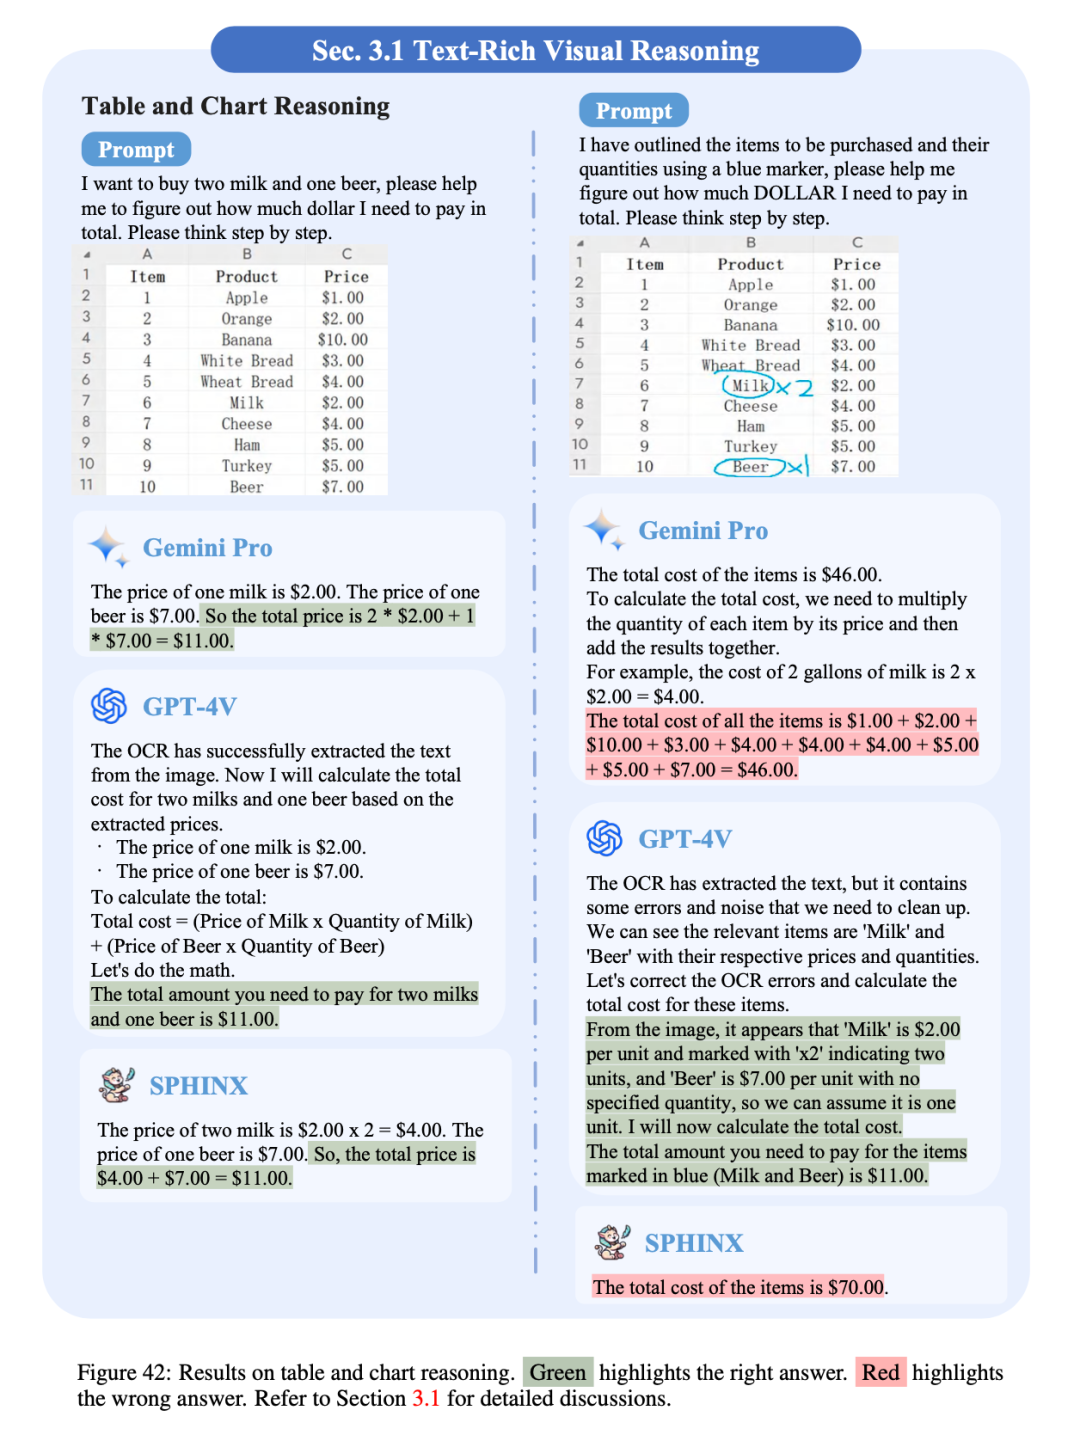 Sec. 3.1 Text-Rich Visual Reasoning
Table and Chart Reasoning
Prompt
I want to buy two milk and one beer, please help
me to figure out how much dollar I need to pay in
total. Please think step by step.
A B C
1 Item Product Price
2 1 Apple $1.00
3 2 Orange $2.00
4 3 Banana $10.00
5 4 White Bread $3.00
6 5 Wheat Bread $4.00
7 6 Milk $2.00
8 7 Cheese $4.00
9 8 Ham $5.00
10 9 Turkey $5.00
11 10 Beer $7.00
Gemini Pro
The price of one milk is $2.00. The price of one
beer is $7.00. So the total price is 2 * $2.00 + 1
* $7.00 = $11.00.
GPT-4V
The OCR has successfully extracted the text
from the image. Now I will calculate the total
cost for two milks and one beer based on the
extracted prices.
· The price of one milk is $2.00.
· The price of one beer is $7.00.
To calculate the total:
Total cost = (Price of Milk x Quantity of Milk)
+ (Price of Beer x Quantity of Beer)
Let's do the math.
The total amount you need to pay for two milks
and one beer is $11.00.
SPHINX
The price of two milk is $2.00 x 2 = $4.00. The
price of one beer is $7.00. So, the total price is
$4.00 + $7.00 = $11.00.
Prompt
I have outlined the items to be purchased and their
quantities using a blue marker, please help me
figure out how much DOLLAR I need to pay in
total. Please think step by step.
A B C
1 Item Product Price
2 1 Apple $1.00
3 2 Orange $2.00
4 3 Banana $10.00
5 4 White Bread $3.00
6 5 Wheat Bread $4.00
7 6 Milk x2 $2.00
8 7 Cheese $4.00
9 8 Ham $5.00
10 9 Turkey $5.00
11 10 Beer x1 $7.00
Gemini Pro
The total cost of the items is $46.00.
To calculate the total cost, we need to multiply
the quantity of each item by its price and then
add the results together.
For example, the cost of 2 gallons of milk is 2 x
$2.00 = $4.00.
The total cost of all the items is $1.00 + $2.00 +
$10.00 + $3.00 + $4.00 + $4.00 + $4.00 + $5.00
+ $5.00 + $7.00 = $46.00.
GPT-4V
The OCR has extracted the text, but it contains
some errors and noise that we need to clean up.
We can see the relevant items are 'Milk' and
'Beer' with their respective prices and quantities.
Let's correct the OCR errors and calculate the
total cost for these items.
From the image, it appears that 'Milk' is $2.00
per unit and marked with 'x2' indicating two
units, and 'Beer' is $7.00 per unit with no
specified quantity, so we can assume it is one
unit. I will now calculate the total cost.
The total amount you need to pay for the items
marked in blue (Milk and Beer) is $11.00.
SPHINX
The total cost of the items is $70.00.
Figure 42: Results on table and chart reasoning. Green highlights the right answer. Red highlights
the wrong answer. Refer to Section 3.1 for detailed discussions.